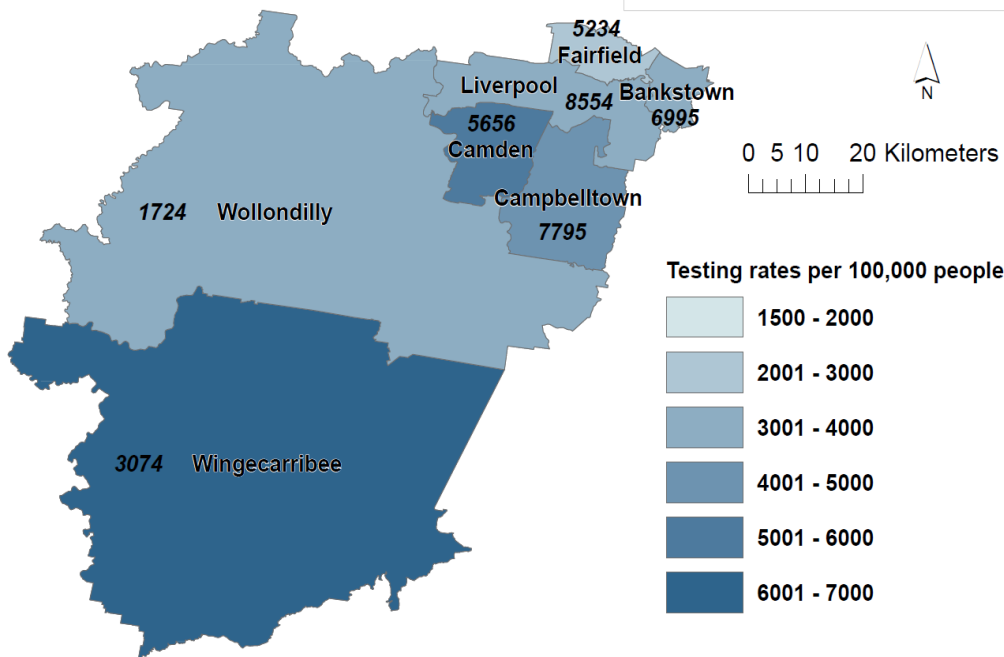 5234
Fairfield
Liverpool
8554
Bankstown
6995
5656
Camden
Campbelltown
7795
1724 Wollondilly
3074 Wingecarribee
N
0 5 10 20 Kilometers
Testing rates per 100,000 people
1500 - 2000
2001 - 3000
3001 - 4000
4001 - 5000
5001 - 6000
6001 - 7000